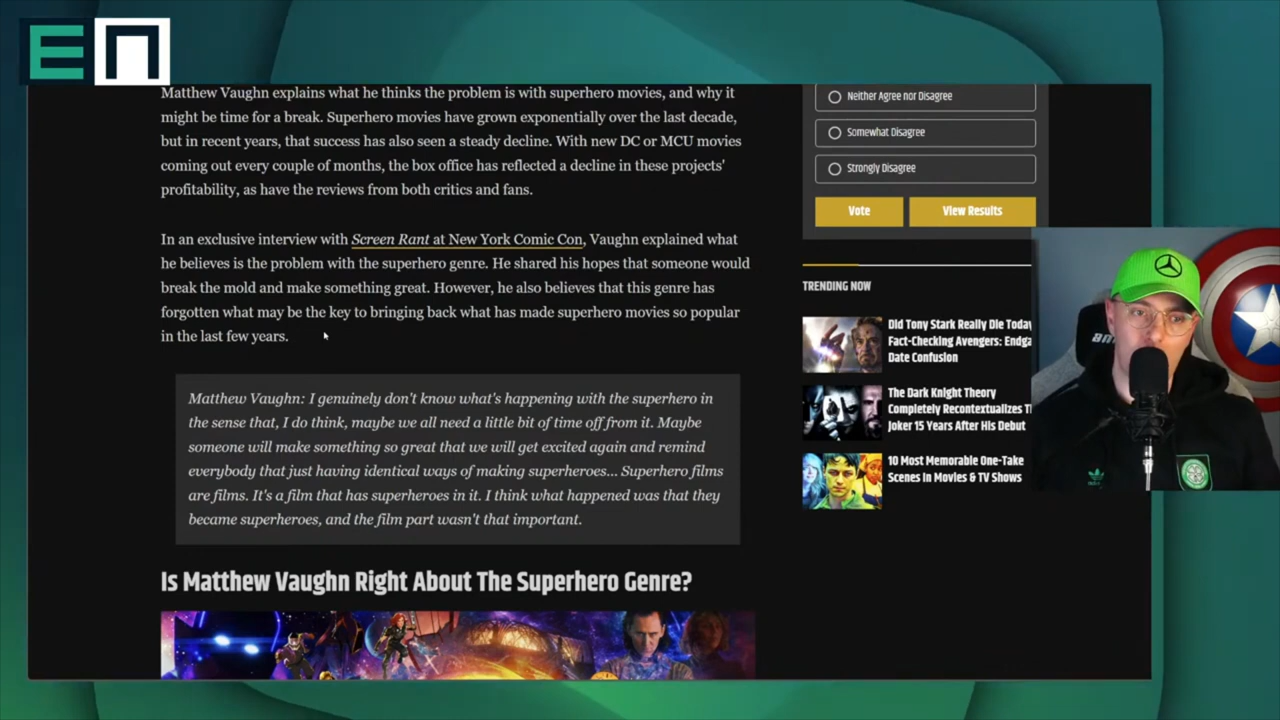 EN
Matthew Vaughn explains what he thinks the problem is with superhero movies, and why it
might be time for a break. Superhero movies have grown exponentially over the last decade,
but in recent years, that success has also seen a steady decline. With new DC or MCU movies
coming out every couple of months, the box office has reflected a decline in these projects'
profitability, as have the reviews from both critics and fans.
In an exclusive interview with Screen Rant at New York Comic Con, Vaughn explained what
he believes is the problem with the superhero genre. He shared his hopes that someone would
break the mold and make something great. However, he also believes that this genre has
forgotten what may be the key to bringing back what has made superhero movies so popular
in the last few years.
Matthew Vaughn: I genuinely don't know what's happening with the superhero in
the sense that, I do think, maybe we all need a little bit of time off from it. Maybe
someone will make something so great that we will get excited again and remind
everybody that just having identical ways of making superheroes... Superhero films
are films. It's a film that has superheroes in it. I think what happened was that they
became superheroes, and the film part wasn't that important.
Is Matthew Vaughn Right About The Superhero Genre?
Neither Agree nor Disagree
Somewhat Disagree
Strongly Disagree
Vote
View Results
TRENDING NOW
Did Tony Stark Really Die Today
Fact-Checking Avengers: Endga
Date Confusion
The Dark Knight Theory
Completely Recontextualizes T
Joker 15 Years After His Debut
10 Most Memorable One-Take
Scenes In Movies & TV Shows